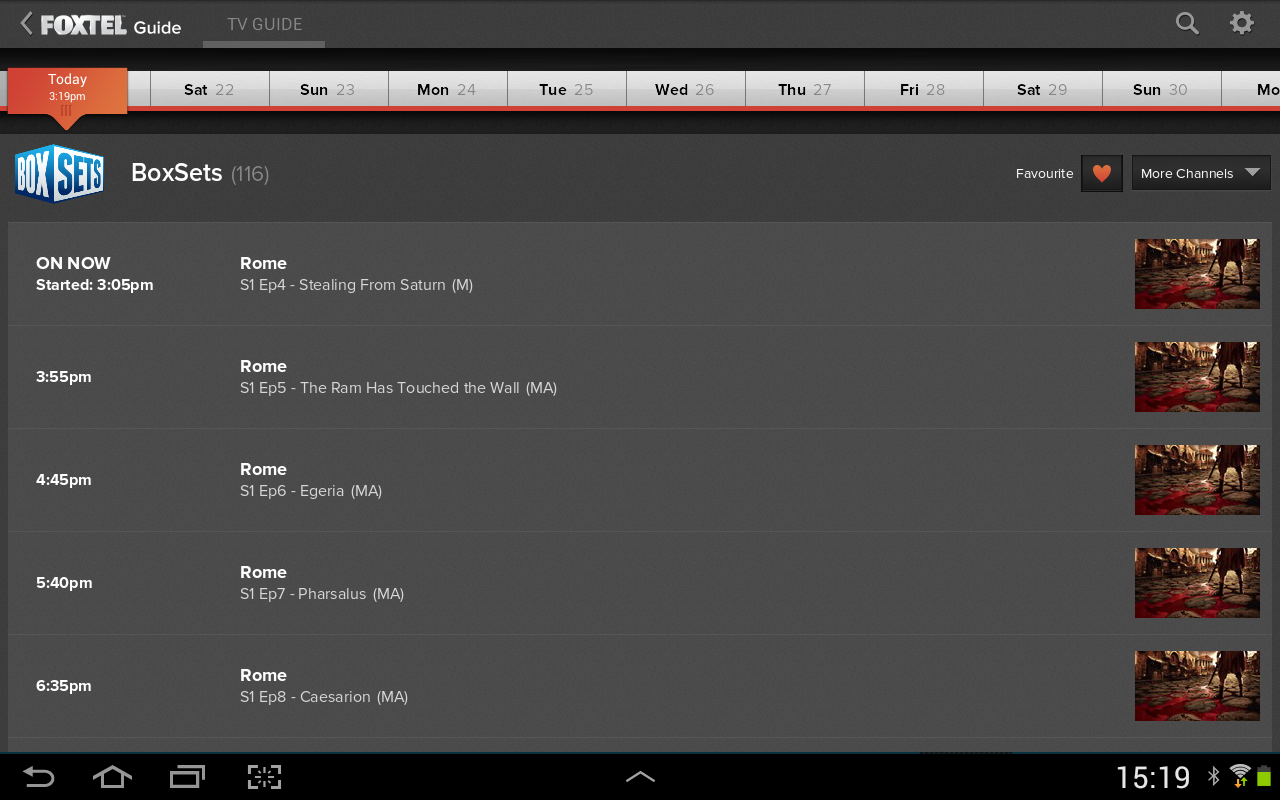 FOXTEL Guide
TV GUIDE
Today
3:19pm
Sat 22
Sun 23
Mon 24
Tue 25
Wed 26
Thu 27
Fri 28
Sat 29
Sun 30
Mo
BOX SETS
BoxSets (116)
Favourite
More Channels
ON NOW
Started: 3:05pm
Rome
S1 Ep4 - Stealing From Saturn (M)
3:55pm
Rome
S1 Ep5 - The Ram Has Touched the Wall (MA)
4:45pm
Rome
S1 Ep6 - Egeria (MA)
5:40pm
Rome
S1 Ep7 - Pharsalus (MA)
6:35pm
Rome
S1 Ep8 - Caesarion (MA)
15:19